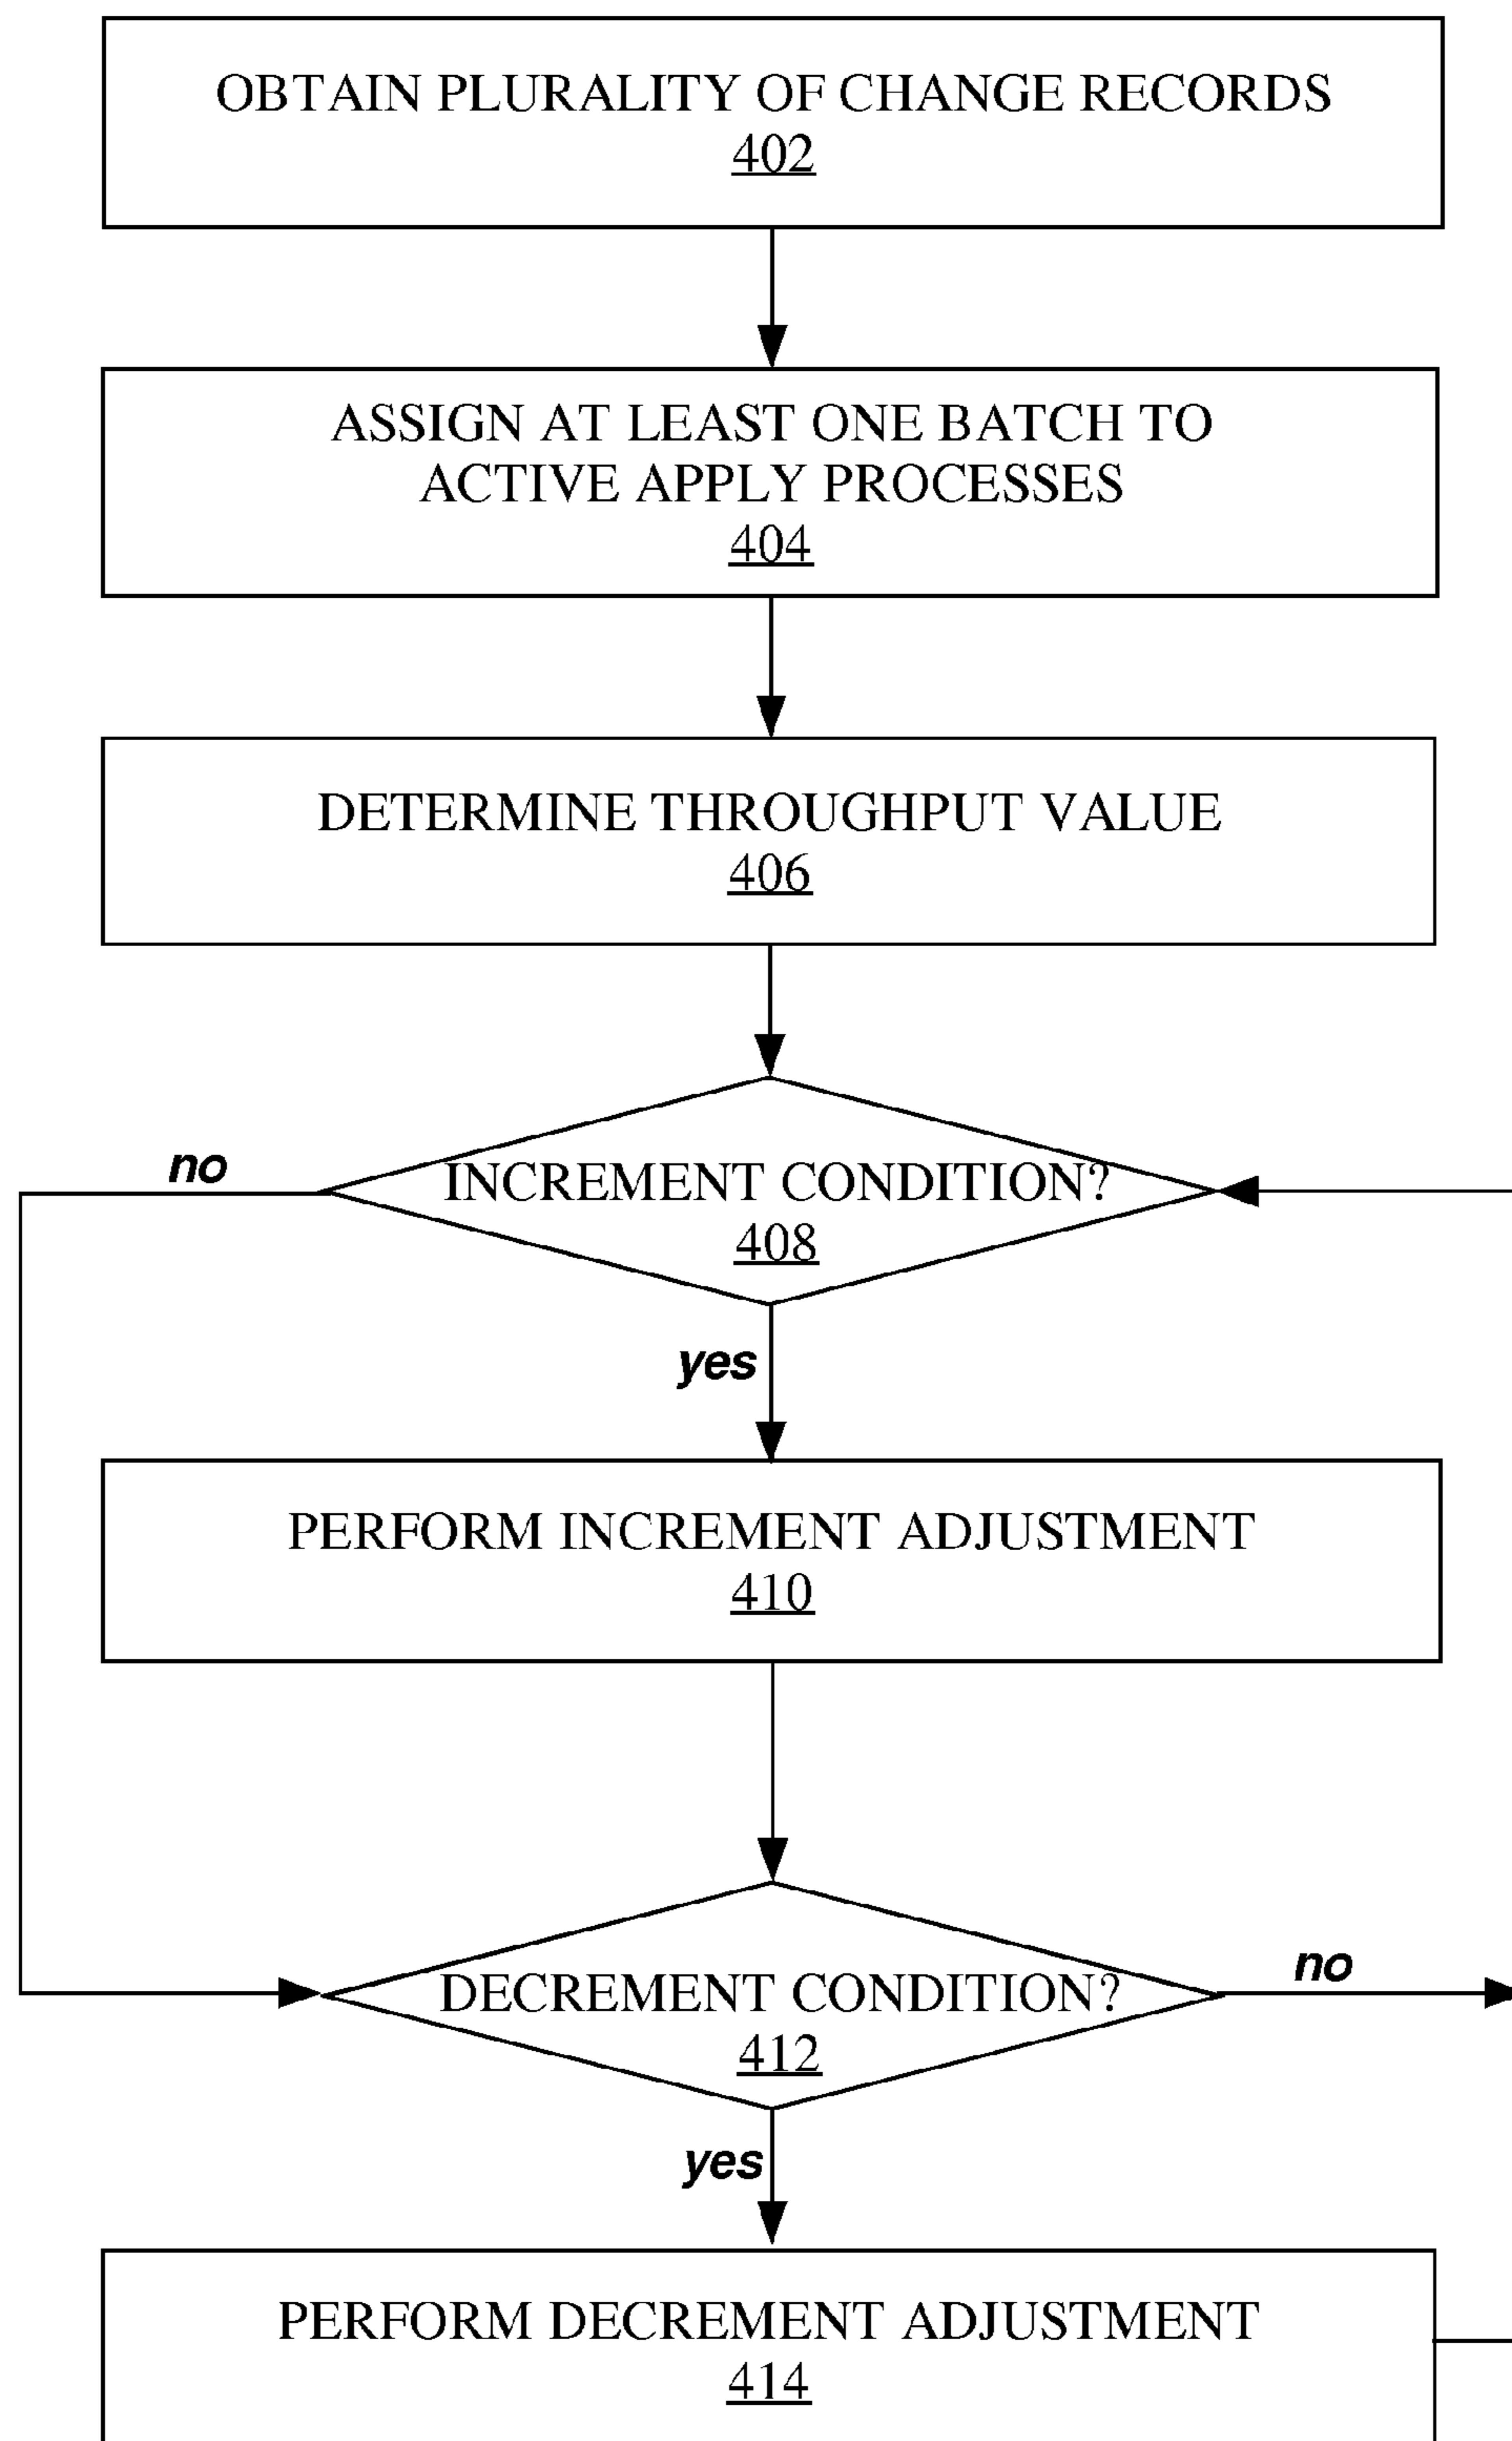 OBTAIN PLURALITY OF CHANGE RECORDS
402
ASSIGN AT LEAST ONE BATCH TO
ACTIVE APPLY PROCESSES
404
DETERMINE THROUGHPUT VALUE
406
no
INCREMENT CONDITION?
408
yes
PERFORM INCREMENT ADJUSTMENT
410
DECREMENT CONDITION?
no
412
yes
PERFORM DECREMENT ADJUSTMENT
414